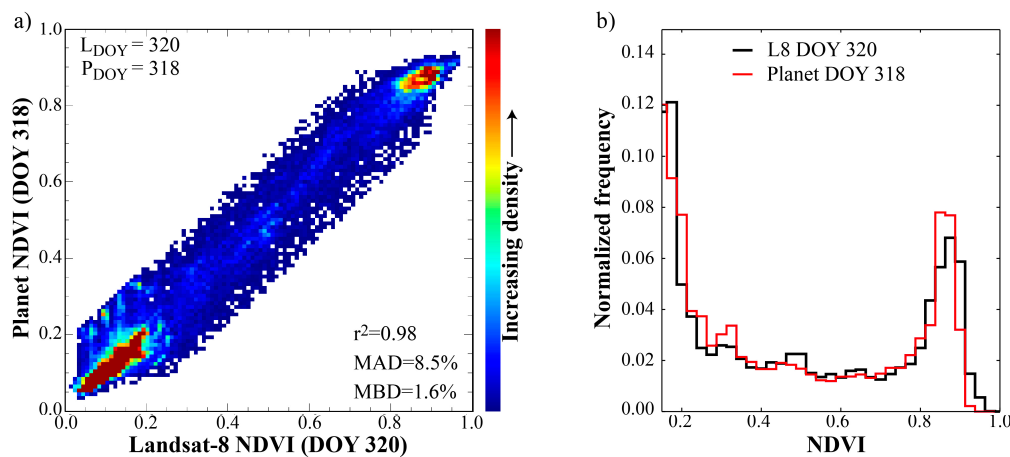 a)
L_DOY = 320
P_DOY = 318
1.0
0.8
0.6
0.4
0.2
0.0
Planet NDVI (DOY 318)
r²=0.98
MAD=8.5%
MBD=1.6%
0.0 0.2 0.4 0.6 0.8 1.0
Landsat-8 NDVI (DOY 320)
Increasing density
b)
L8 DOY 320
Planet DOY 318
0.14
0.12
0.10
0.08
0.06
0.04
0.02
0.00
Normalized frequency
0.2 0.4 0.6 0.8 1.0
NDVI